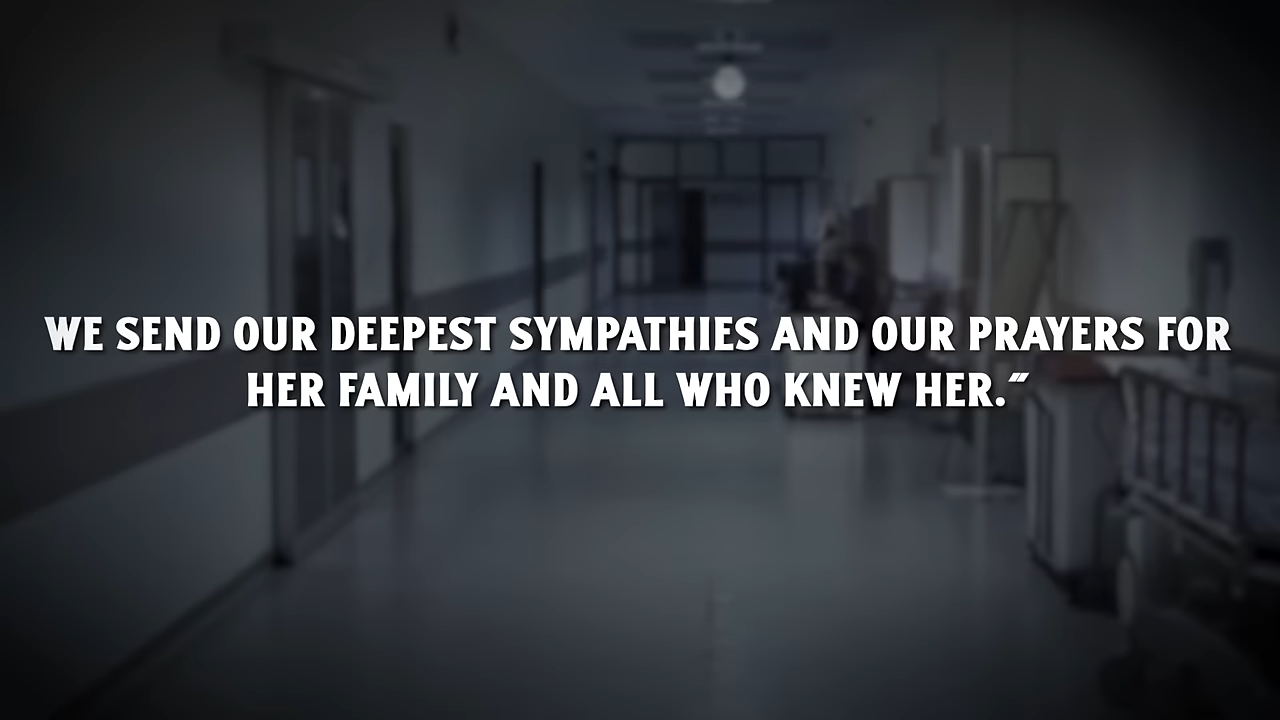 WE SEND OUR DEEPEST SYMPATHIES AND OUR PRAYERS FOR
HER FAMILY AND ALL WHO KNEW HER.”